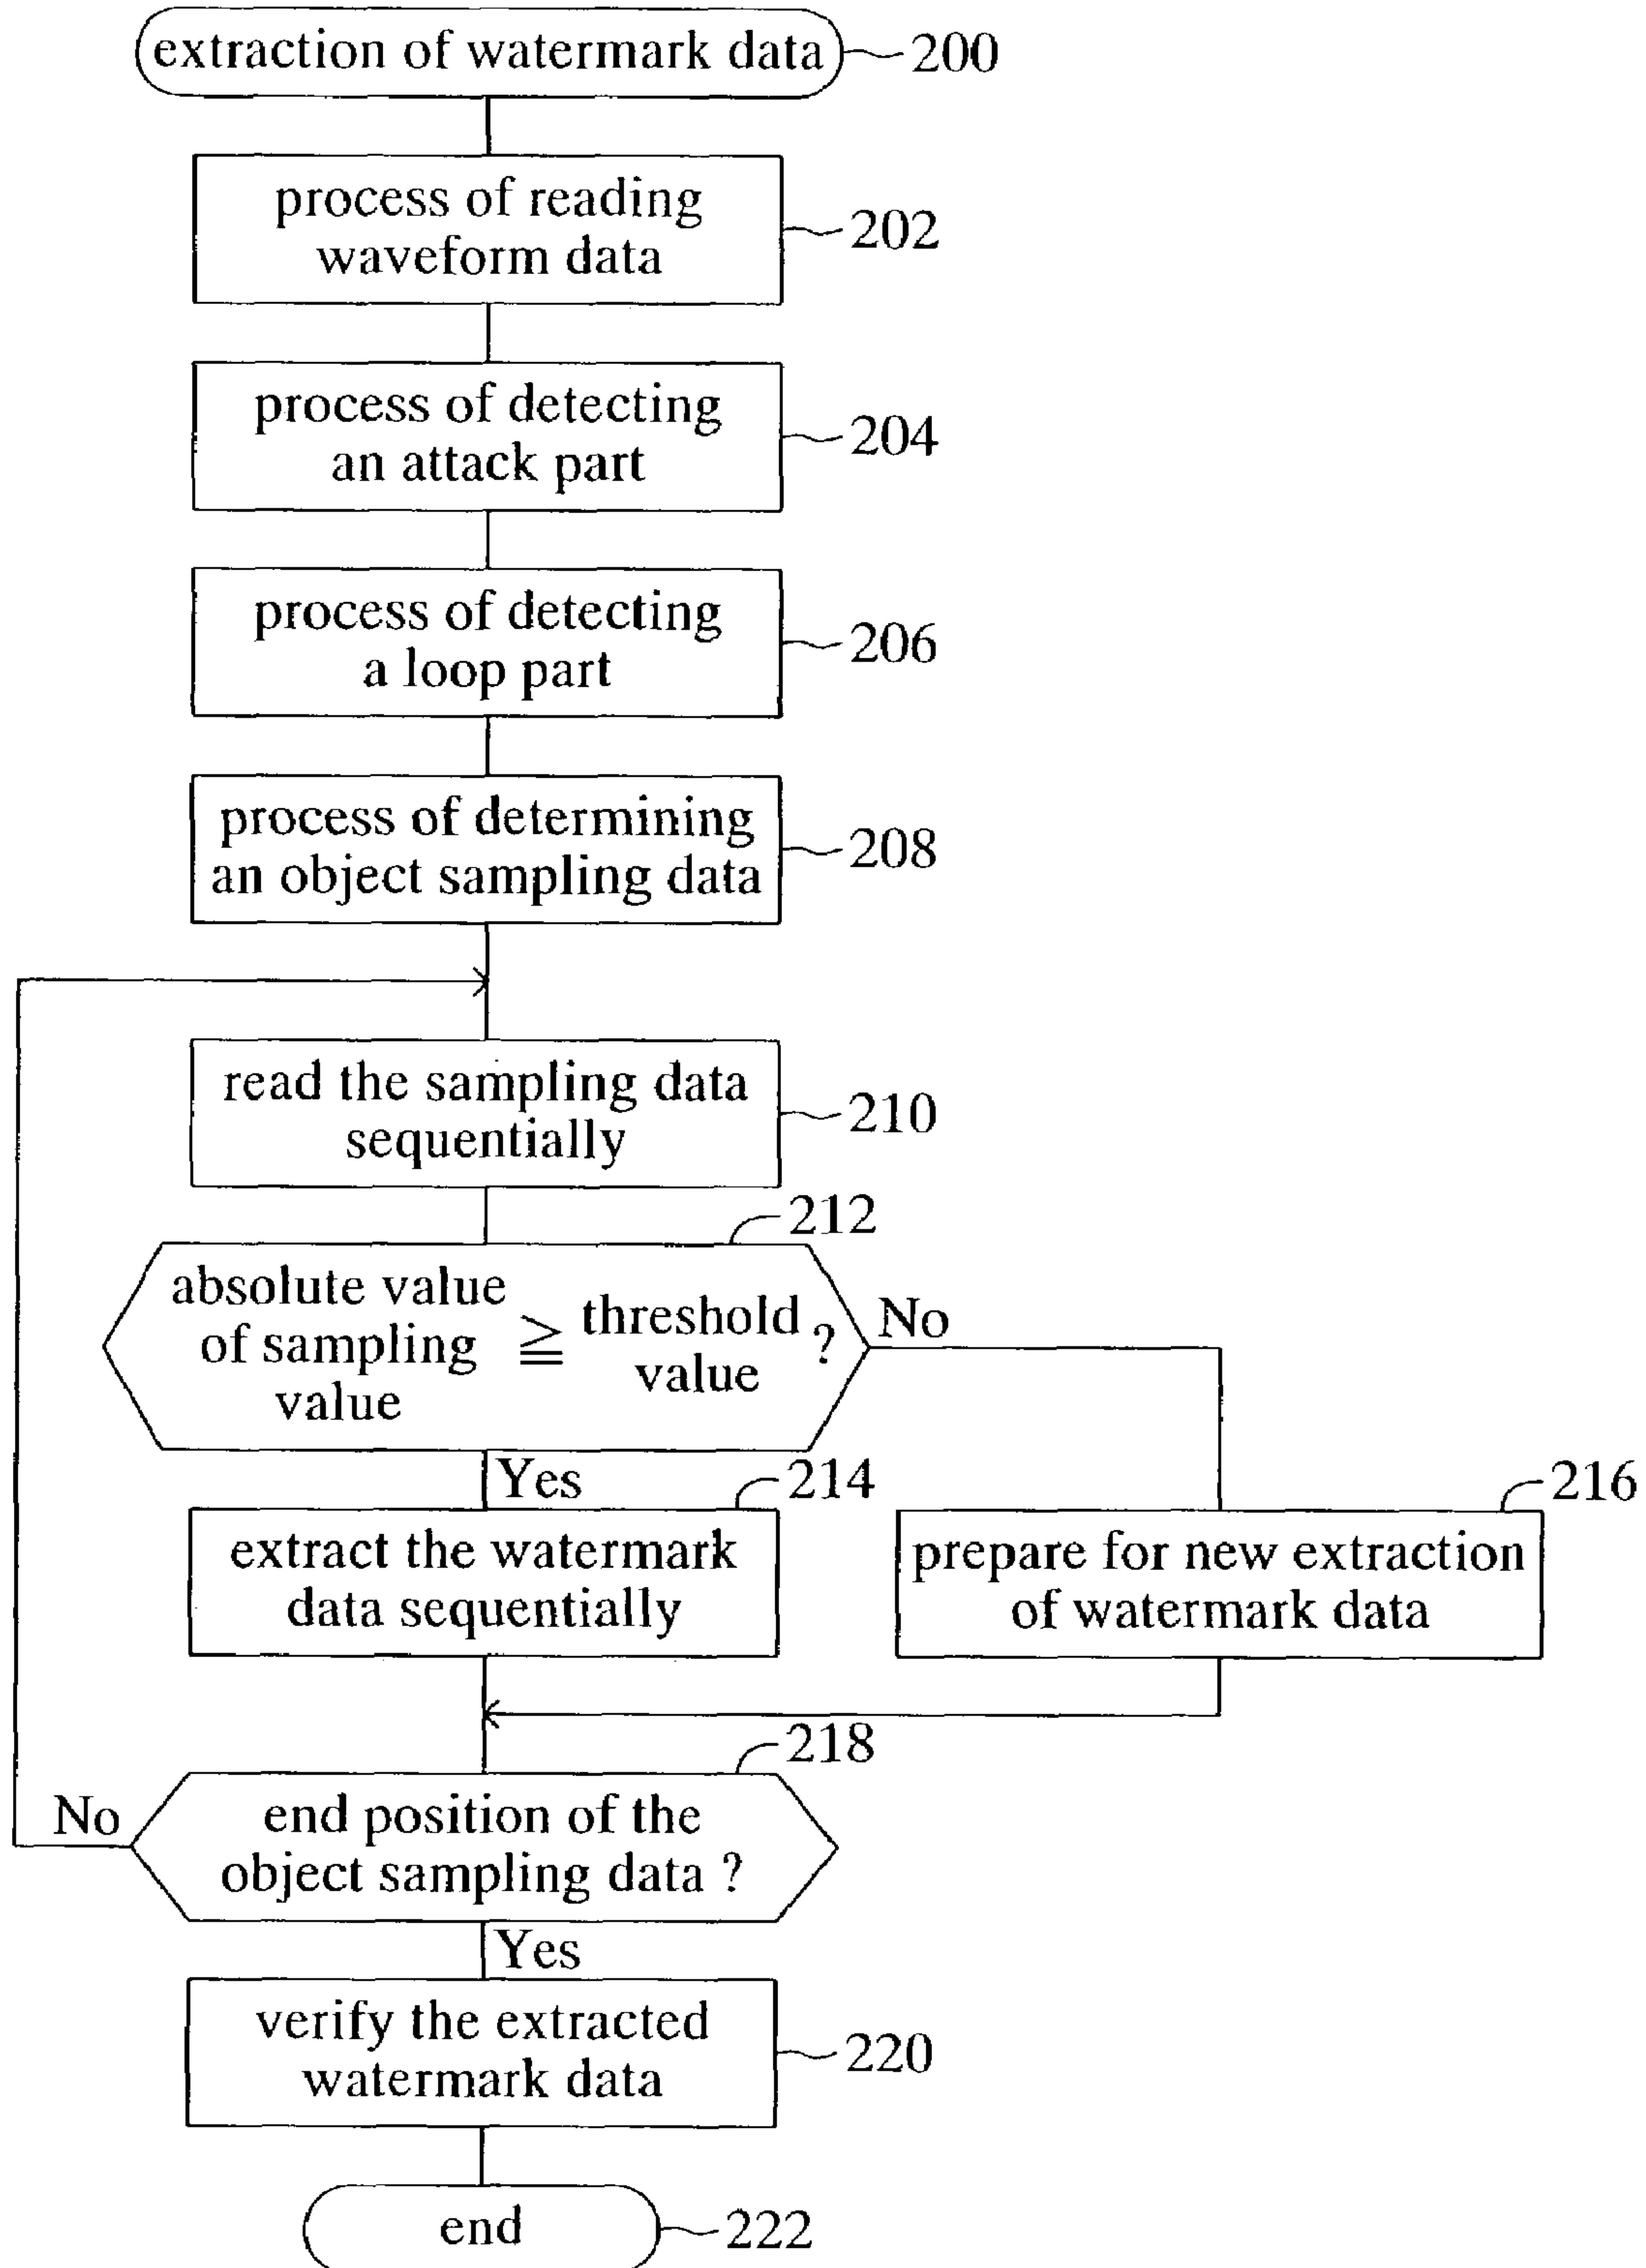 extraction of watermark data
200
process of reading
waveform data
202
process of detecting
an attack part
204
process of detecting
a loop part
206
process of determining
an object sampling data
208
read the sampling data
sequentially
210
212
absolute value
of sampling
value
≧
threshold
value
?
No
Yes
214
extract the watermark
data sequentially
216
prepare for new extraction
of watermark data
218
end position of the
object sampling data ?
No
Yes
verify the extracted
watermark data
220
end
222